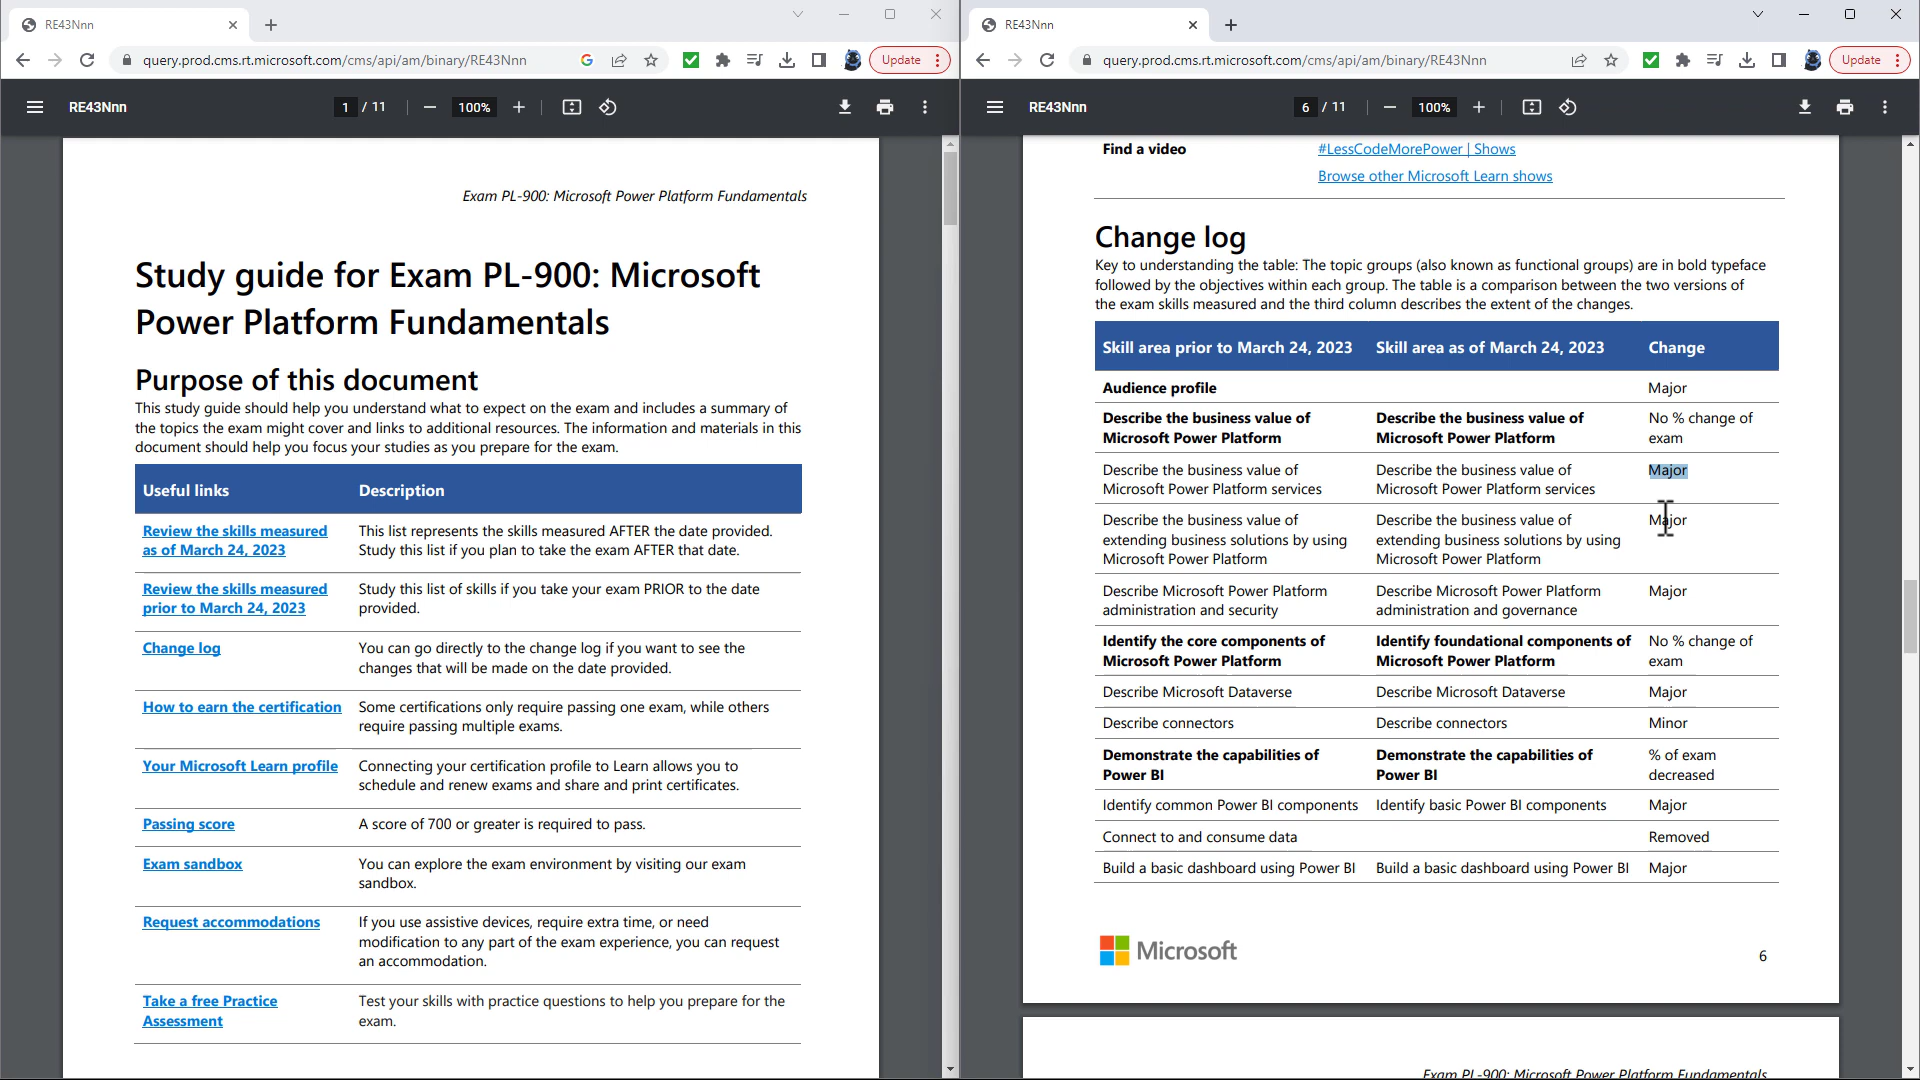 RE43Nnn
query.prod.cms.rt.microsoft.com/cms/api/am/binary/RE43Nnn
Update
RE43Nnn
1 / 11
100%
Exam PL-900: Microsoft Power Platform Fundamentals
Study guide for Exam PL-900: Microsoft
Power Platform Fundamentals
Purpose of this document
This study guide should help you understand what to expect on the exam and includes a summary of
the topics the exam might cover and links to additional resources. The information and materials in this
document should help you focus your studies as you prepare for the exam.
Useful links Description
Review the skills measured This list represents the skills measured AFTER the date provided.
as of March 24, 2023 Study this list if you plan to take the exam AFTER that date.
Review the skills measured Study this list of skills if you take your exam PRIOR to the date
prior to March 24, 2023 provided.
Change log You can go directly to the change log if you want to see the
changes that will be made on the date provided.
How to earn the certification Some certifications only require passing one exam, while others
require passing multiple exams.
Your Microsoft Learn profile Connecting your certification profile to Learn allows you to
schedule and renew exams and share and print certificates.
Passing score A score of 700 or greater is required to pass.
Exam sandbox You can explore the exam environment by visiting our exam
sandbox.
Request accommodations If you use assistive devices, require extra time, or need
modification to any part of the exam experience, you can request
an accommodation.
Take a free Practice Test your skills with practice questions to help you prepare for the
Assessment exam.
RE43Nnn
query.prod.cms.rt.microsoft.com/cms/api/am/binary/RE43Nnn
Update
RE43Nnn
6 / 11
100%
Find a video #LessCodeMorePower | Shows
Browse other Microsoft Learn shows
Change log
Key to understanding the table: The topic groups (also known as functional groups) are in bold typeface
followed by the objectives within each group. The table is a comparison between the two versions of
the exam skills measured and the third column describes the extent of the changes.
Skill area prior to March 24, 2023 Skill area as of March 24, 2023 Change
Audience profile Major
Describe the business value of Describe the business value of No % change of
Microsoft Power Platform Microsoft Power Platform exam
Describe the business value of Describe the business value of Major
Microsoft Power Platform services Microsoft Power Platform services
Describe the business value of Describe the business value of Major
extending business solutions by using extending business solutions by using
Microsoft Power Platform Microsoft Power Platform
Describe Microsoft Power Platform Describe Microsoft Power Platform Major
administration and security administration and governance
Identify the core components of Identify foundational components of No % change of
Microsoft Power Platform Microsoft Power Platform exam
Describe Microsoft Dataverse Describe Microsoft Dataverse Major
Describe connectors Describe connectors Minor
Demonstrate the capabilities of Demonstrate the capabilities of % of exam
Power BI Power BI decreased
Identify common Power BI components Identify basic Power BI components Major
Connect to and consume data Removed
Build a basic dashboard using Power BI Build a basic dashboard using Power BI Major
Microsoft
6
Exam PL-900: Microsoft Power Platform Fundamentals